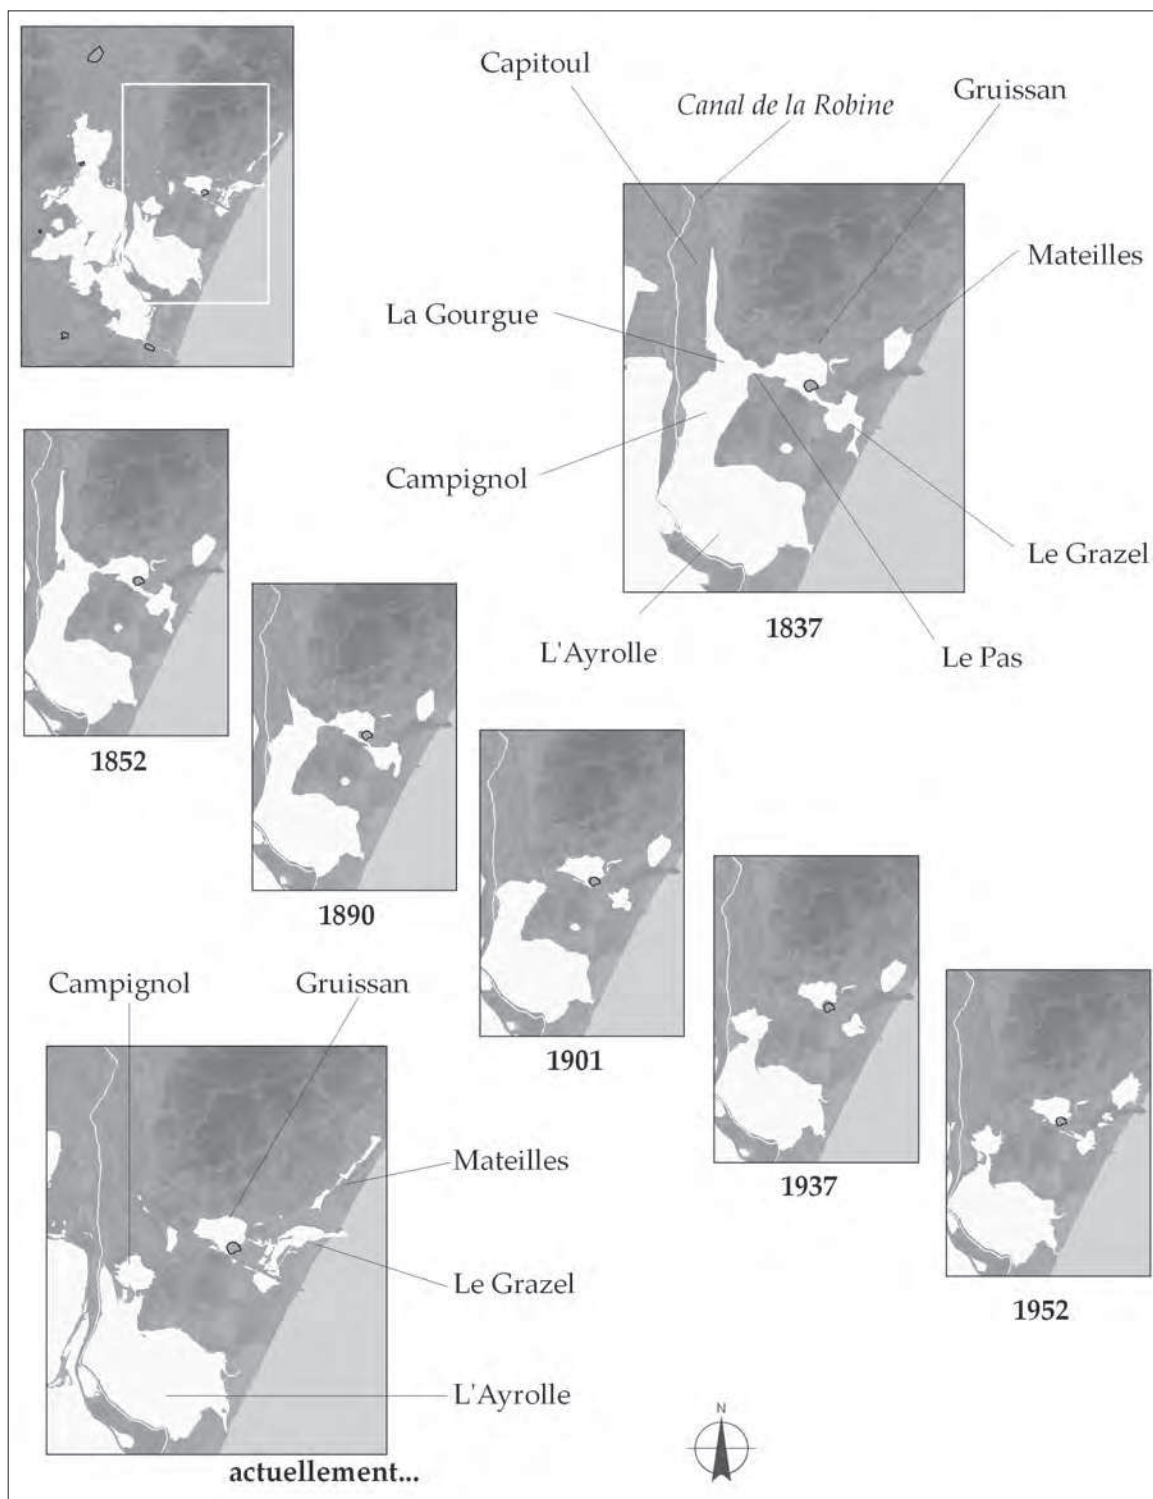 Capitoul
Canal de la Robine
Gruissan
Mateilles
La Gourgue
Campignol
Le Grazel
1837
L'Ayrolle
Le Pas
1852
1890
1901
1937
1952
Campignol
Gruissan
Mateilles
Le Grazel
L'Ayrolle
N
actuellement...